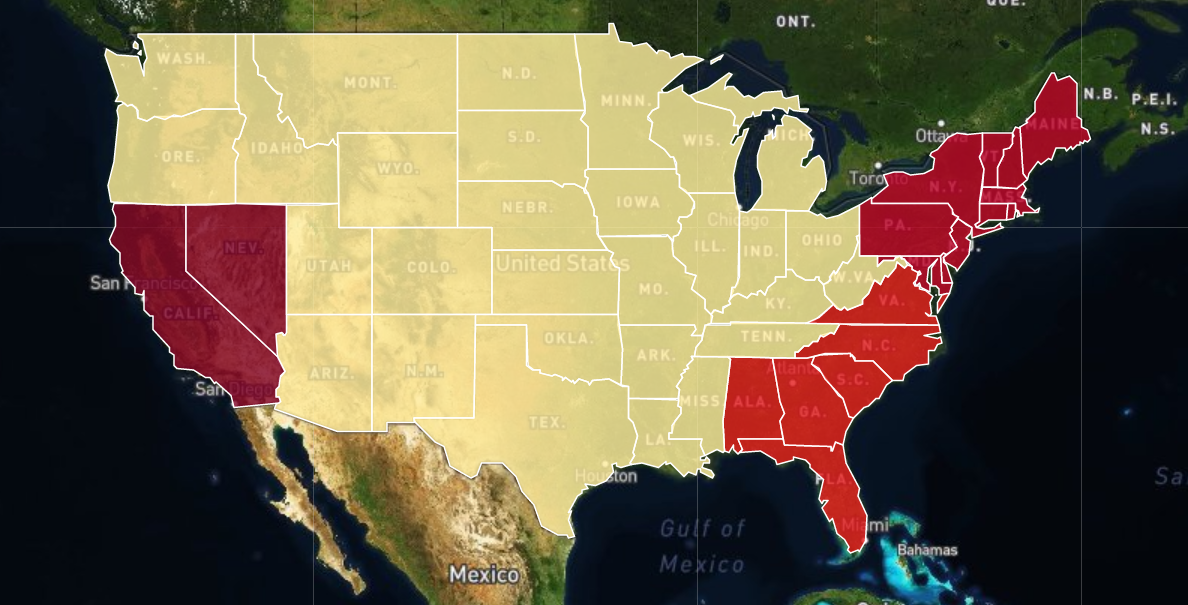 QUE.
ONT.
WASH.
MONT.
N.D.
MINN.
N.B.
P.E.I.
N.S.
MAINE
Ottawa
MICH.
VT.
ORE.
IDAHO
S.D.
WIS.
WYO.
Toronto
N.Y.
MASS.
NEBR.
IOWA
Chicago
PA.
NEV.
UTAH
COLO.
United States
ILL.
IND.
OHIO
W.VA.
San Francisco
CALIF.
MO.
KY.
VA.
OKLA.
TENN.
N.C.
ARK.
Atlanta
San Diego
ARIZ.
N.M.
S.C.
MISS.
ALA.
GA.
TEX.
LA.
Houston
FLA.
Miami
Gulf of
Mexico
Bahamas
Mexico